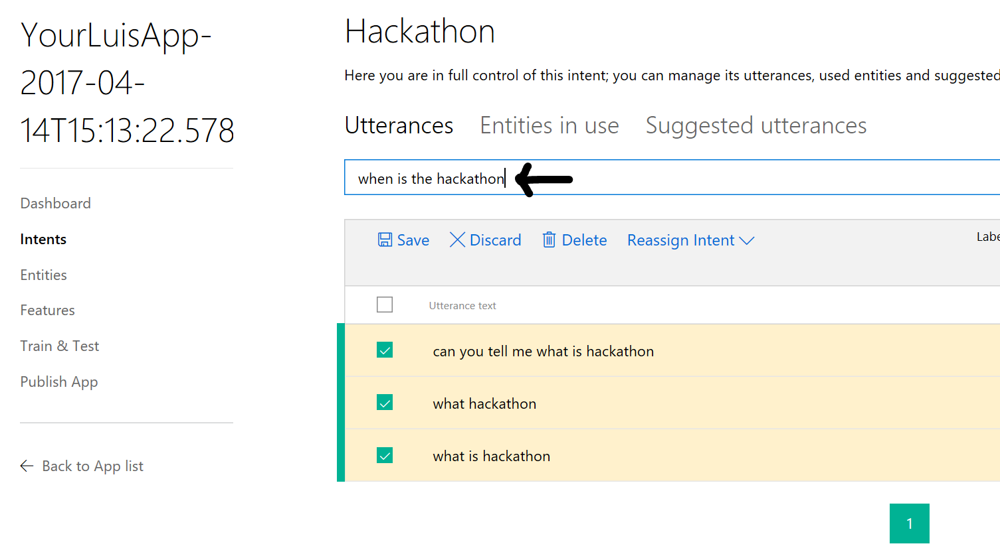 YourLuisApp-
2017-04-
14T15:13:22.578
Dashboard
Intents
Entities
Features
Train & Test
Publish App
Back to App list
Hackathon
Here you are in full control of this intent; you can manage its utterances, used entities and suggested
Utterances Entities in use Suggested utterances
when is the hackathon
Save Discard Delete Reassign Intent
Labe
Utterance text
can you tell me what is hackathon
what hackathon
what is hackathon
1